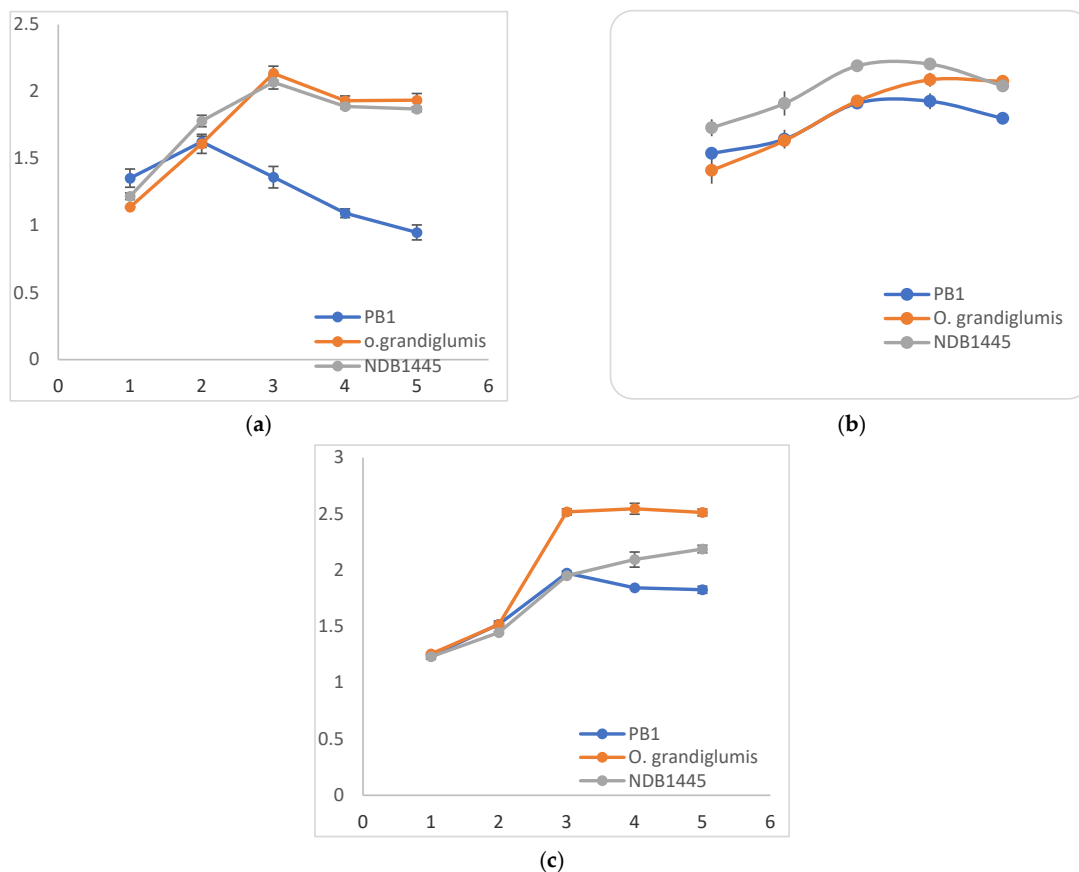 2.5
2
1.5
1
0.5
0
0 1 2 3 4 5 6
PB1
o.grandiglumis
NDB1445
(a)
PB1
O. grandiglumis
NDB1445
(b)
3
2.5
2
1.5
1
0.5
0
0 1 2 3 4 5 6
PB1
O. grandiglumis
NDB1445
(c)